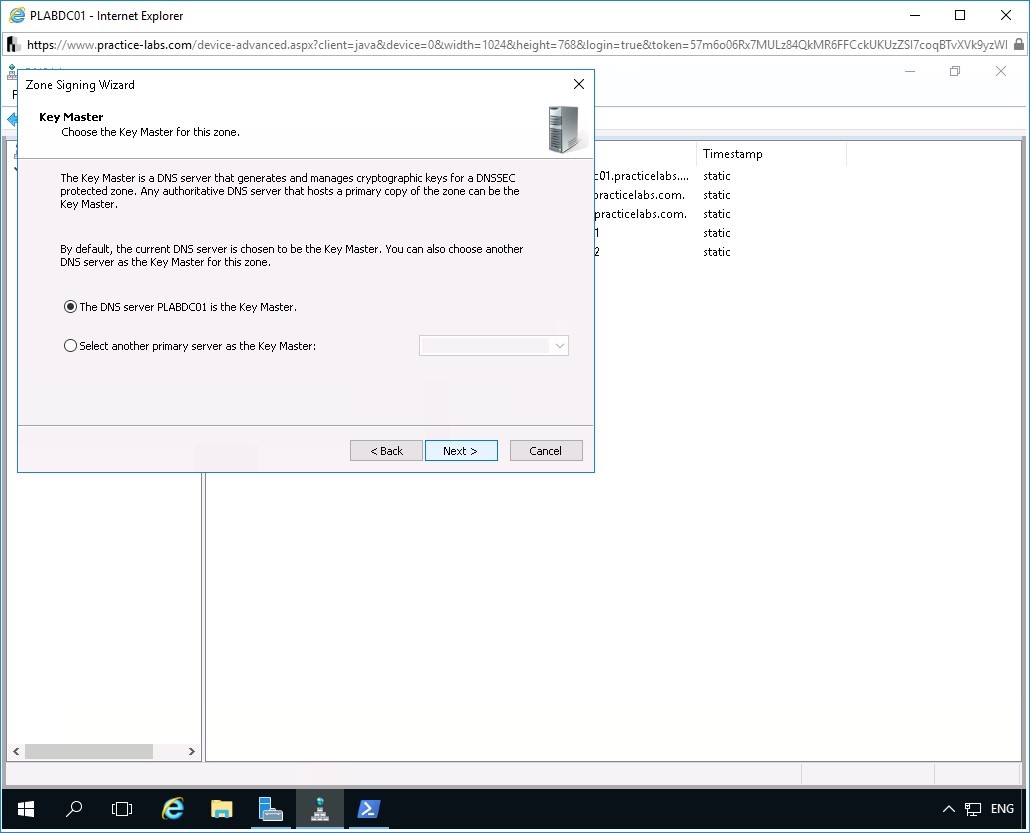 PLABDC01 - Internet Explorer
https://www.practice-labs.com/device-advanced.aspx?client=java&device=0&width=1024&height=768&login=true&token=57m6o06Rx7MULz84QkMR6FFCckUKUzZSI7coqBTvXVk9yzWl
Zone Signing Wizard
Key Master
Choose the Key Master for this zone.
The Key Master is a DNS server that generates and manages cryptographic keys for a DNSSEC
protected zone. Any authoritative DNS server that hosts a primary copy of the zone can be the
Key Master.
By default, the current DNS server is chosen to be the Key Master. You can also choose another
DNS server as the Key Master for this zone.
The DNS server PLABDC01 is the Key Master.
Select another primary server as the Key Master:
< Back Next > Cancel
Timestamp
c01.practicelabs.... static
practicelabs.com. static
practicelabs.com. static
1 static
2 static
ENG